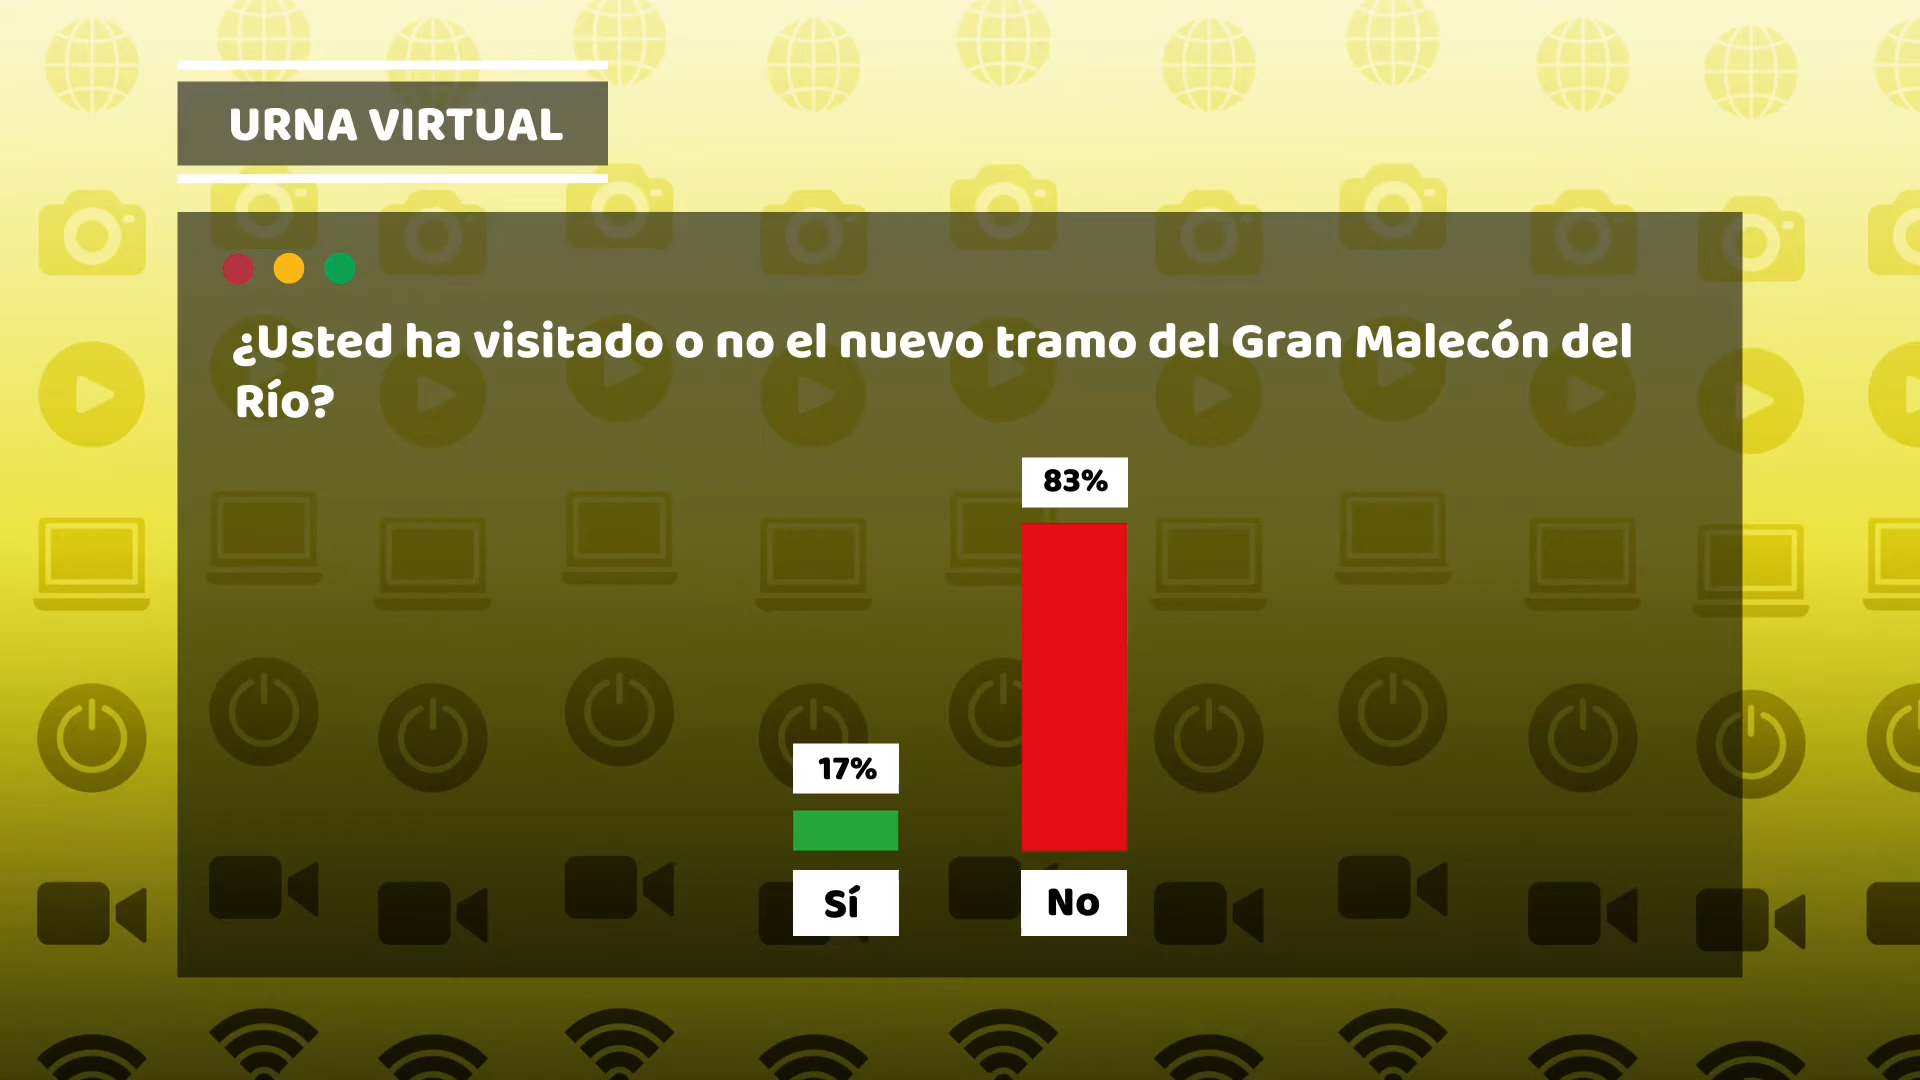 URNA VIRTUAL
¿Usted ha visitado o no el nuevo tramo del Gran Malecón del
Río?
83%
17%
Sí
No